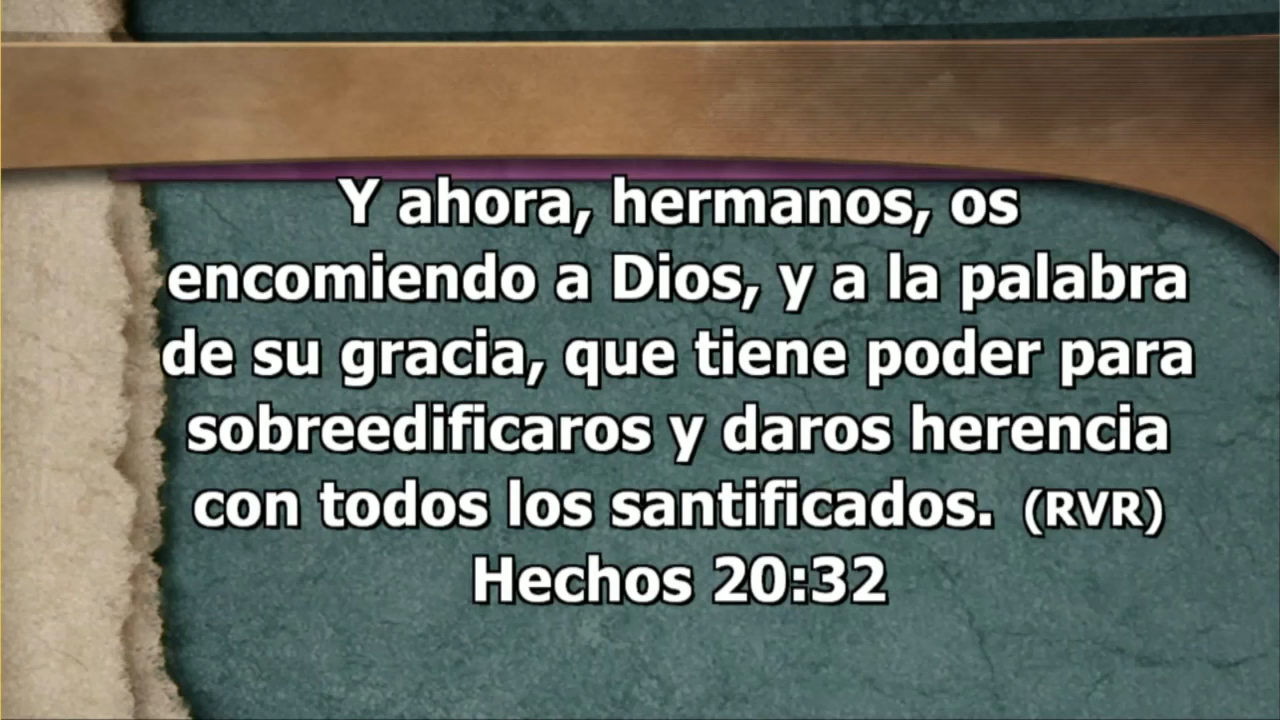 Y ahora, hermanos, os
encomiendo a Dios, y a la palabra
de su gracia, que tiene poder para
sobreedificaros y daros herencia
con todos los santificados. (RVR)
Hechos 20:32